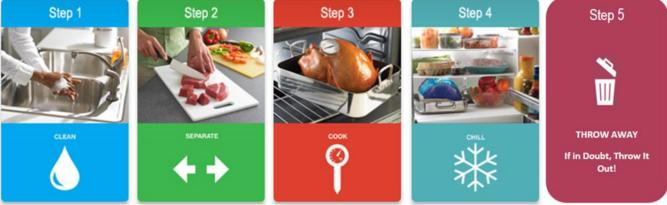 Step 1
CLEAN
Step 2
SEPARATE
Step 3
COOK
Step 4
CHILL
Step 5
THROW AWAY
If in Doubt, Throw It
Out!